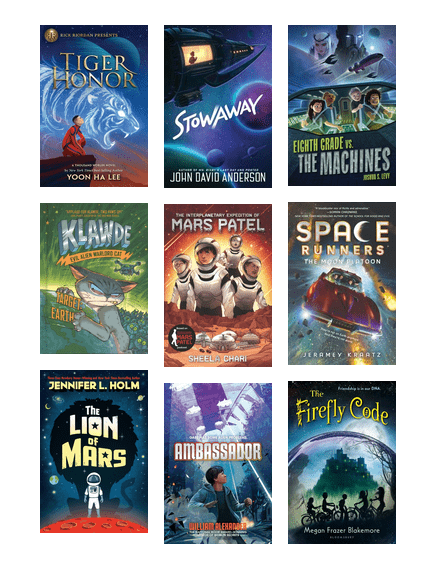 RICK RIORDAN PRESENTS
TIGER
HONOR
A THOUSAND WORLDS NOVEL
YOON HA LEE
STOWAWAY
JOHN DAVID ANDERSON
EIGHTH GRADE VS.
THE MACHINES
JOSHUA S. LEVY
KLAWDE
EVIL ALIEN WARLORD CAT
TARGET
EARTH
THE INTERPLANETARY EXPEDITION OF
MARS PATEL
MARS
PATEL
SHEELA CHARI
SPACE
RUNNERS
THE MOON PLATOON
JERAMEY KRAATZ
JENNIFER L. HOLM
The
LION
of
MARS
AMBASSADOR
WILLIAM ALEXANDER
Friendship is in our DNA.
The
Firefly Code
Megan Frazer Blakemore